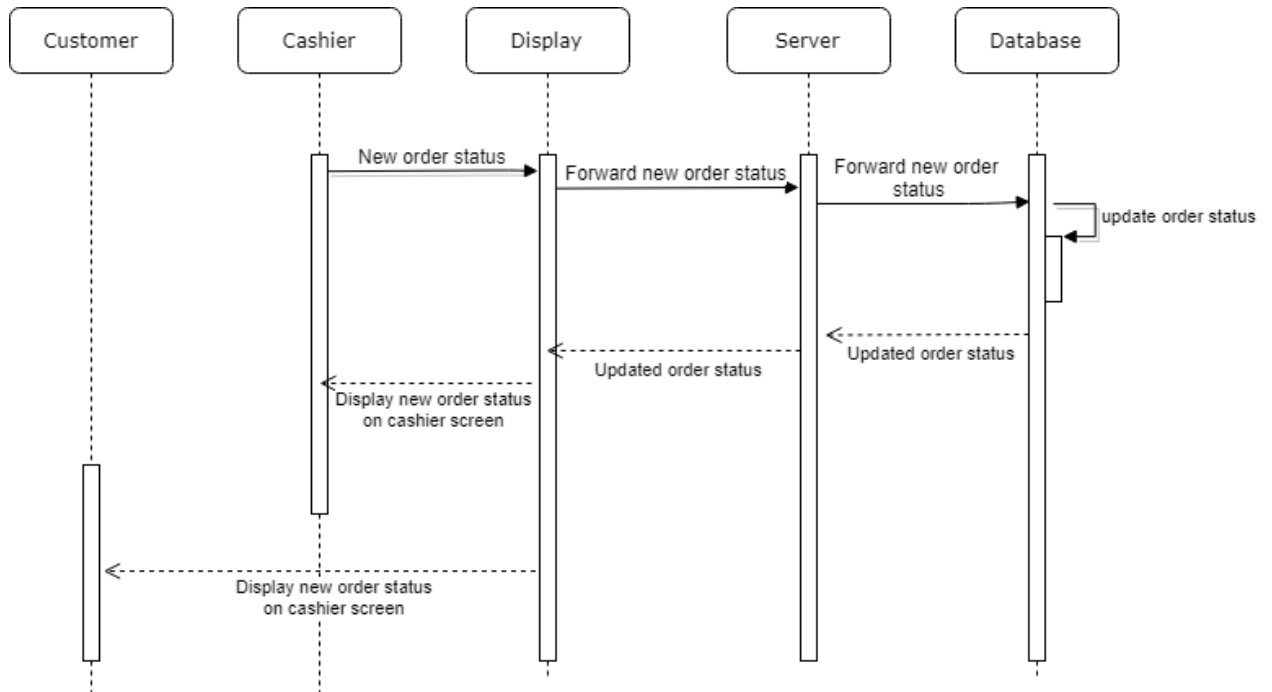 Customer
Cashier
Display
Server
Database
New order status
Forward new order status
Forward new order
status
update order status
Updated order status
Updated order status
Display new order status
on cashier screen
Display new order status
on cashier screen